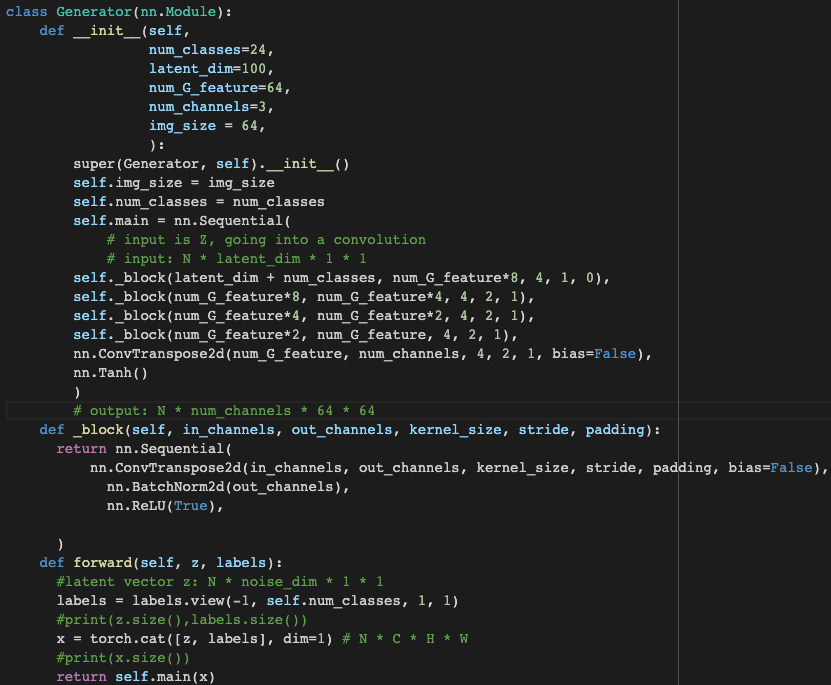 class Generator(nn.Module):
    def __init__(self,
                 num_classes=24,
                 latent_dim=100,
                 num_G_feature=64,
                 num_channels=3,
                 img_size = 64,
                 ):
        super(Generator, self).__init__()
        self.img_size = img_size
        self.num_classes = num_classes
        self.main = nn.Sequential(
            # input is Z, going into a convolution
            # input: N * latent_dim * 1 * 1
        self._block(latent_dim + num_classes, num_G_feature*8, 4, 1, 0),
        self._block(num_G_feature*8, num_G_feature*4, 4, 2, 1),
        self._block(num_G_feature*4, num_G_feature*2, 4, 2, 1),
        self._block(num_G_feature*2, num_G_feature, 4, 2, 1),
        nn.ConvTranspose2d(num_G_feature, num_channels, 4, 2, 1, bias=False),
        nn.Tanh()
        )
        # output: N * num_channels * 64 * 64
    def _block(self, in_channels, out_channels, kernel_size, stride, padding):
      return nn.Sequential(
          nn.ConvTranspose2d(in_channels, out_channels, kernel_size, stride, padding, bias=False),
            nn.BatchNorm2d(out_channels),
            nn.ReLU(True),
      )
    def forward(self, z, labels):
      #latent vector z: N * noise_dim * 1 * 1
      labels = labels.view(-1, self.num_classes, 1, 1)
      #print(z.size(),labels.size())
      x = torch.cat([z, labels], dim=1) # N * C * H * W
      #print(x.size())
      return self.main(x)